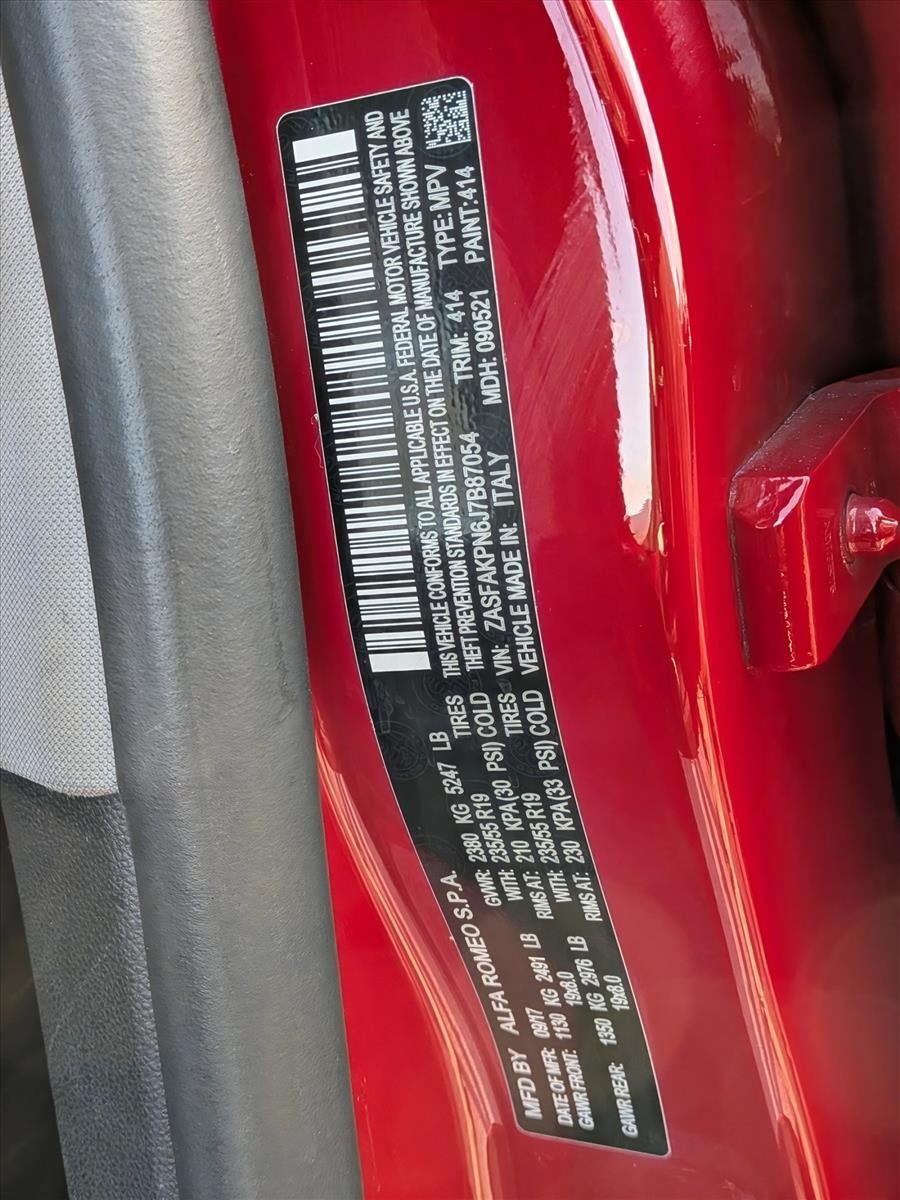 MFD BY ALFA ROMEO S.P.A.
DATE OF MFR: 09/17 GVWR: 2380 KG 5247 LB
GAWR FRONT: 1130 KG 2491 LB WITH: 235/55 R19 TIRES
19x8.0 RIMS AT: 210 KPA (30 PSI) COLD
GAWR REAR: 1350 KG 2976 LB WITH: 235/55 R19 TIRES
19x8.0 RIMS AT: 230 KPA (33 PSI) COLD
THIS VEHICLE CONFORMS TO ALL APPLICABLE U.S.A. FEDERAL MOTOR VEHICLE SAFETY AND
THEFT PREVENTION STANDARDS IN EFFECT ON THE DATE OF MANUFACTURE SHOWN ABOVE
VIN: ZASFAKPN6J7B87054 TRIM: 414 TYPE: MPV
VEHICLE MADE IN: ITALY MDH: 090521 PAINT: 414